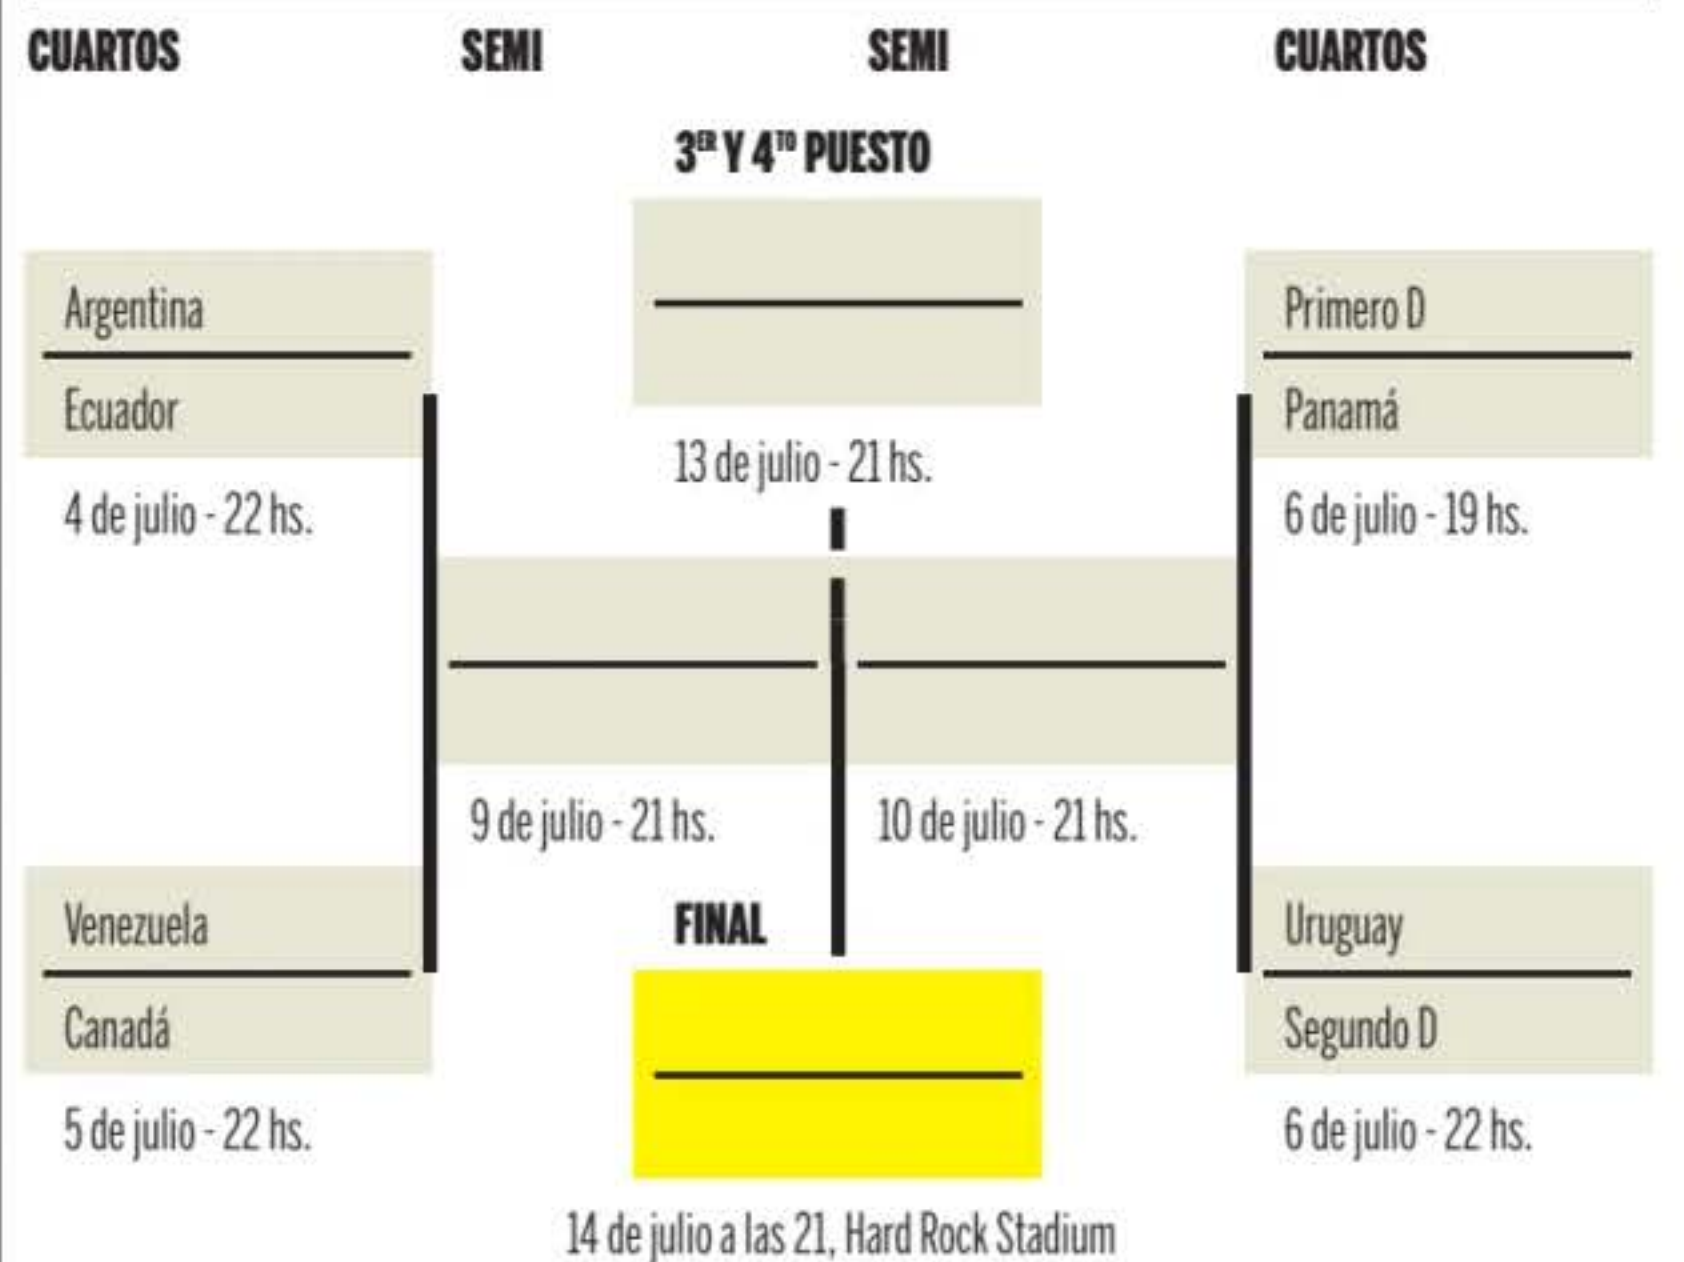 CUARTOS
SEMI
SEMI
CUARTOS
3ER Y 4TO PUESTO
Argentina
Ecuador
4 de julio - 22 hs.
13 de julio - 21 hs.
Primero D
Panamá
6 de julio - 19 hs.
9 de julio - 21 hs.
10 de julio - 21 hs.
Venezuela
Canadá
5 de julio - 22 hs.
FINAL
Uruguay
Segundo D
6 de julio - 22 hs.
14 de julio a las 21, Hard Rock Stadium